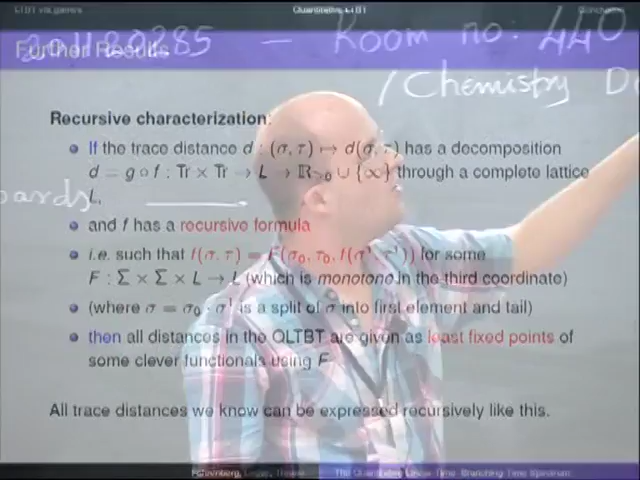 LTBT via games Quantitative LTBT Conclusion
201180285 — Room no: 440
Further Results
/Chemistry D
Recursive characterization:
If the trace distance d : (σ, τ) ↦ d(σ, τ) has a decomposition
d = g ∘ f : Tr × Tr → L → ℝ≥0 ∪ {∞} through a complete lattice
oards
L,
and f has a recursive formula
i.e. such that f(σ, τ) = F(σ₀, τ₀, f(σ¹, τ¹)) for some
F : Σ × Σ × L → L (which is monotone in the third coordinate)
(where σ = σ₀ · σ¹ is a split of σ into first element and tail)
then all distances in the QLTBT are given as least fixed points of
some clever functionals using F
All trace distances we know can be expressed recursively like this.
Fahrenberg, Legay, Thrane The Quantitative Linear-Time–Branching-Time Spectrum